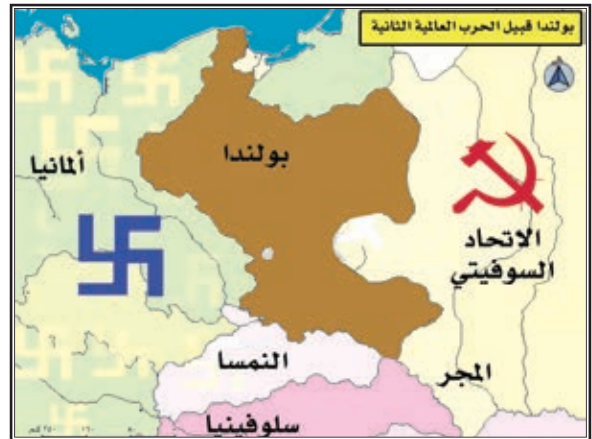 بولندا قبيل الحرب العالمية الثانية
بولندا
ألمانيا
الاتحاد
السوفيتي
النمسا
المجر
سلوفينيا